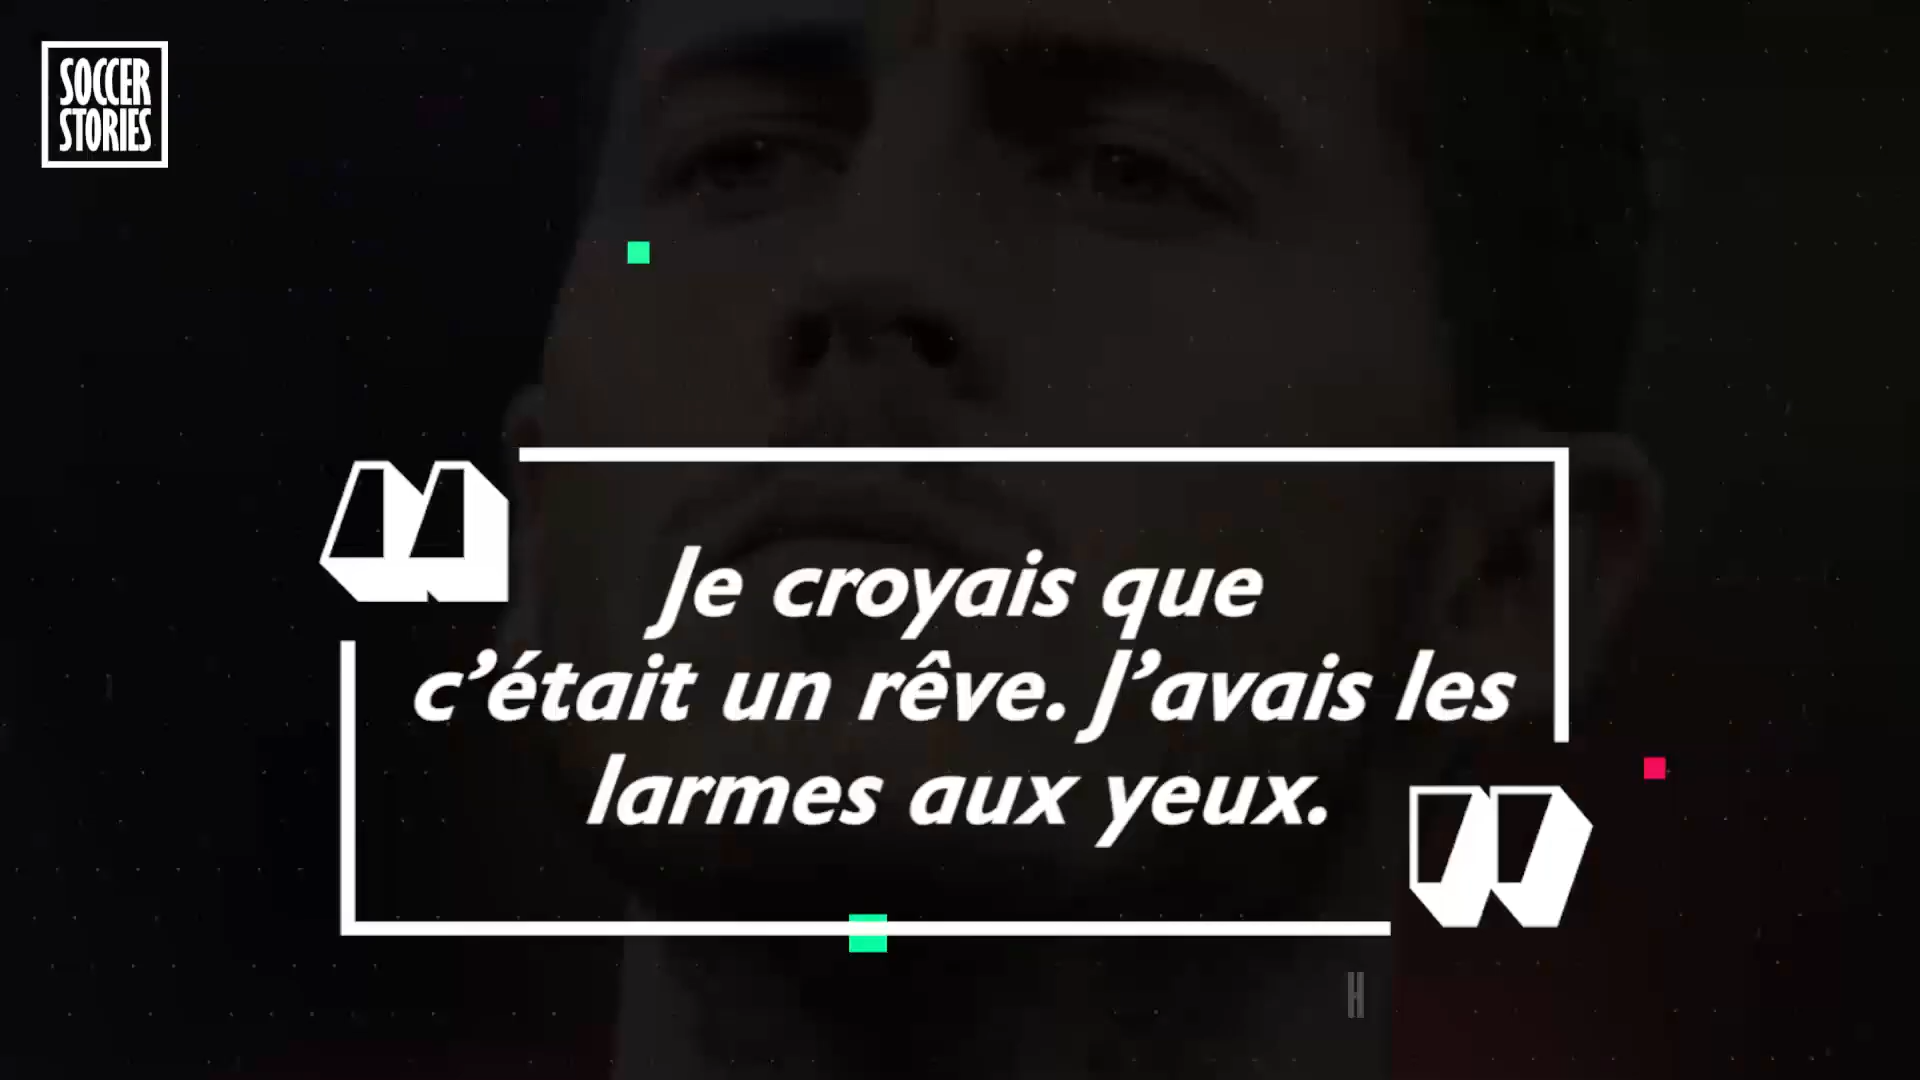 SOCCER
STORIES
Je croyais que
c’était un rêve. J’avais les
larmes aux yeux.
H